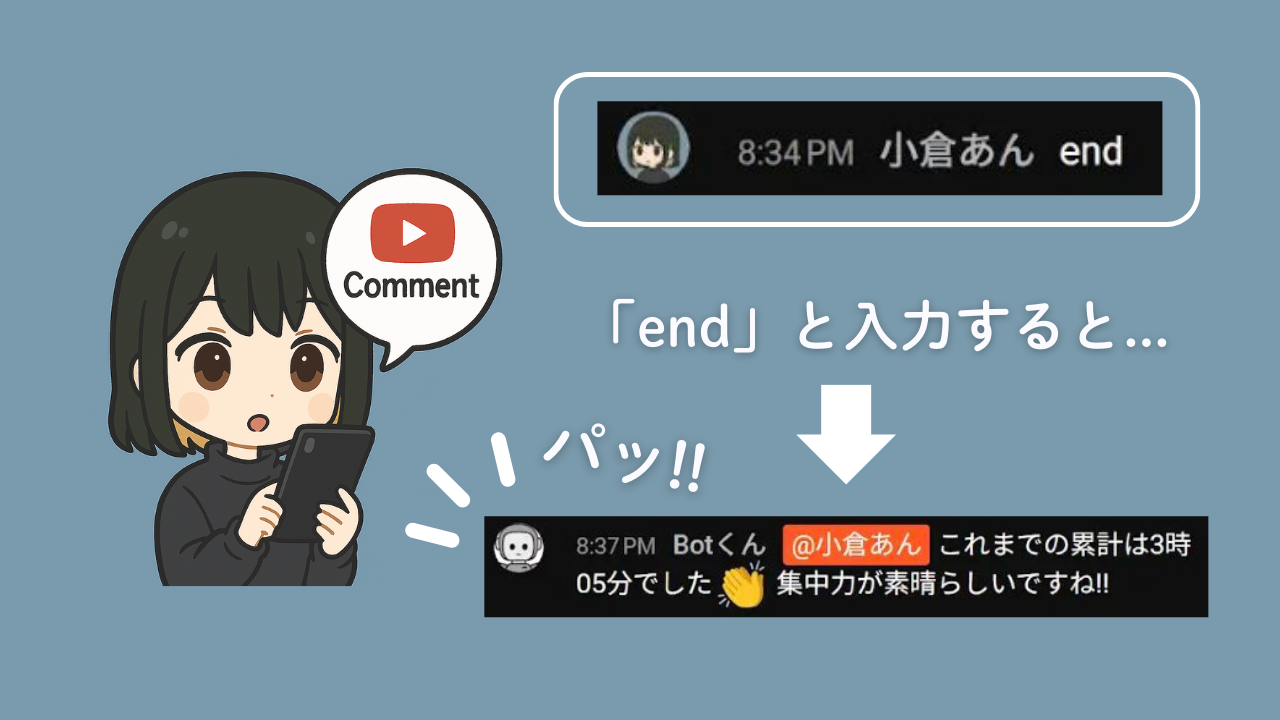 Comment
8:34 PM 小倉あん end
「end」と入力すると...
パッ!!
8:37 PM Botくん @小倉あん これまでの累計は3時
05分でした👏 集中力が素晴らしいですね!!